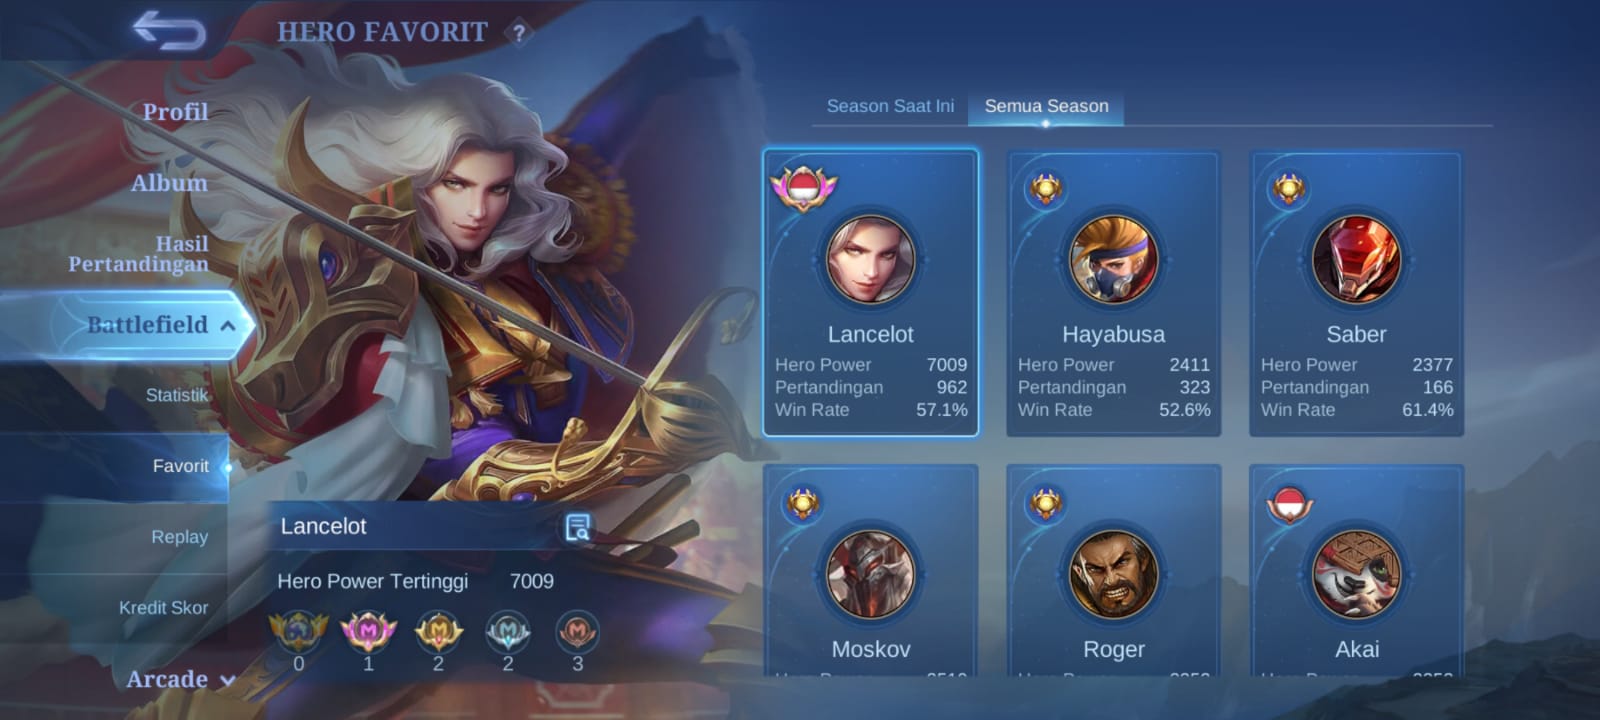 HERO FAVORIT ?
Profil
Album
Hasil
Pertandingan
Battlefield
Statistik
Favorit
Replay
Kredit Skor
Arcade
Lancelot
Hero Power Tertinggi 7009
0 1 2 2 3
Season Saat Ini Semua Season
Lancelot
Hero Power 7009
Pertandingan 962
Win Rate 57.1%
Hayabusa
Hero Power 2411
Pertandingan 323
Win Rate 52.6%
Saber
Hero Power 2377
Pertandingan 166
Win Rate 61.4%
Moskov
Roger
Akai